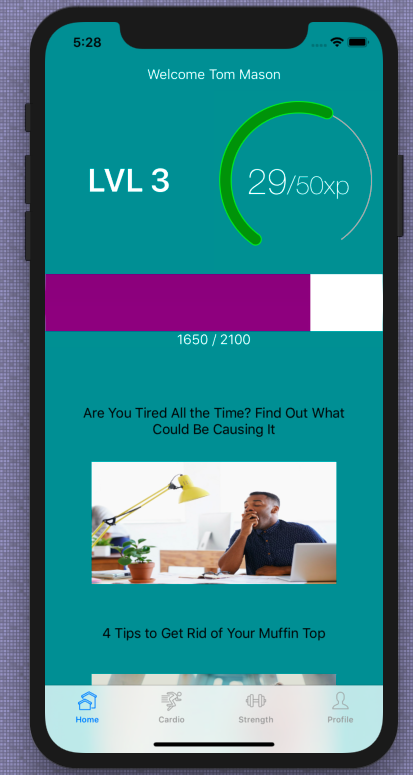 5:28
Welcome Tom Mason
LVL 3
29/50xp
1650 / 2100
Are You Tired All the Time? Find Out What
Could Be Causing It
4 Tips to Get Rid of Your Muffin Top
Home
Cardio
Strength
Profile